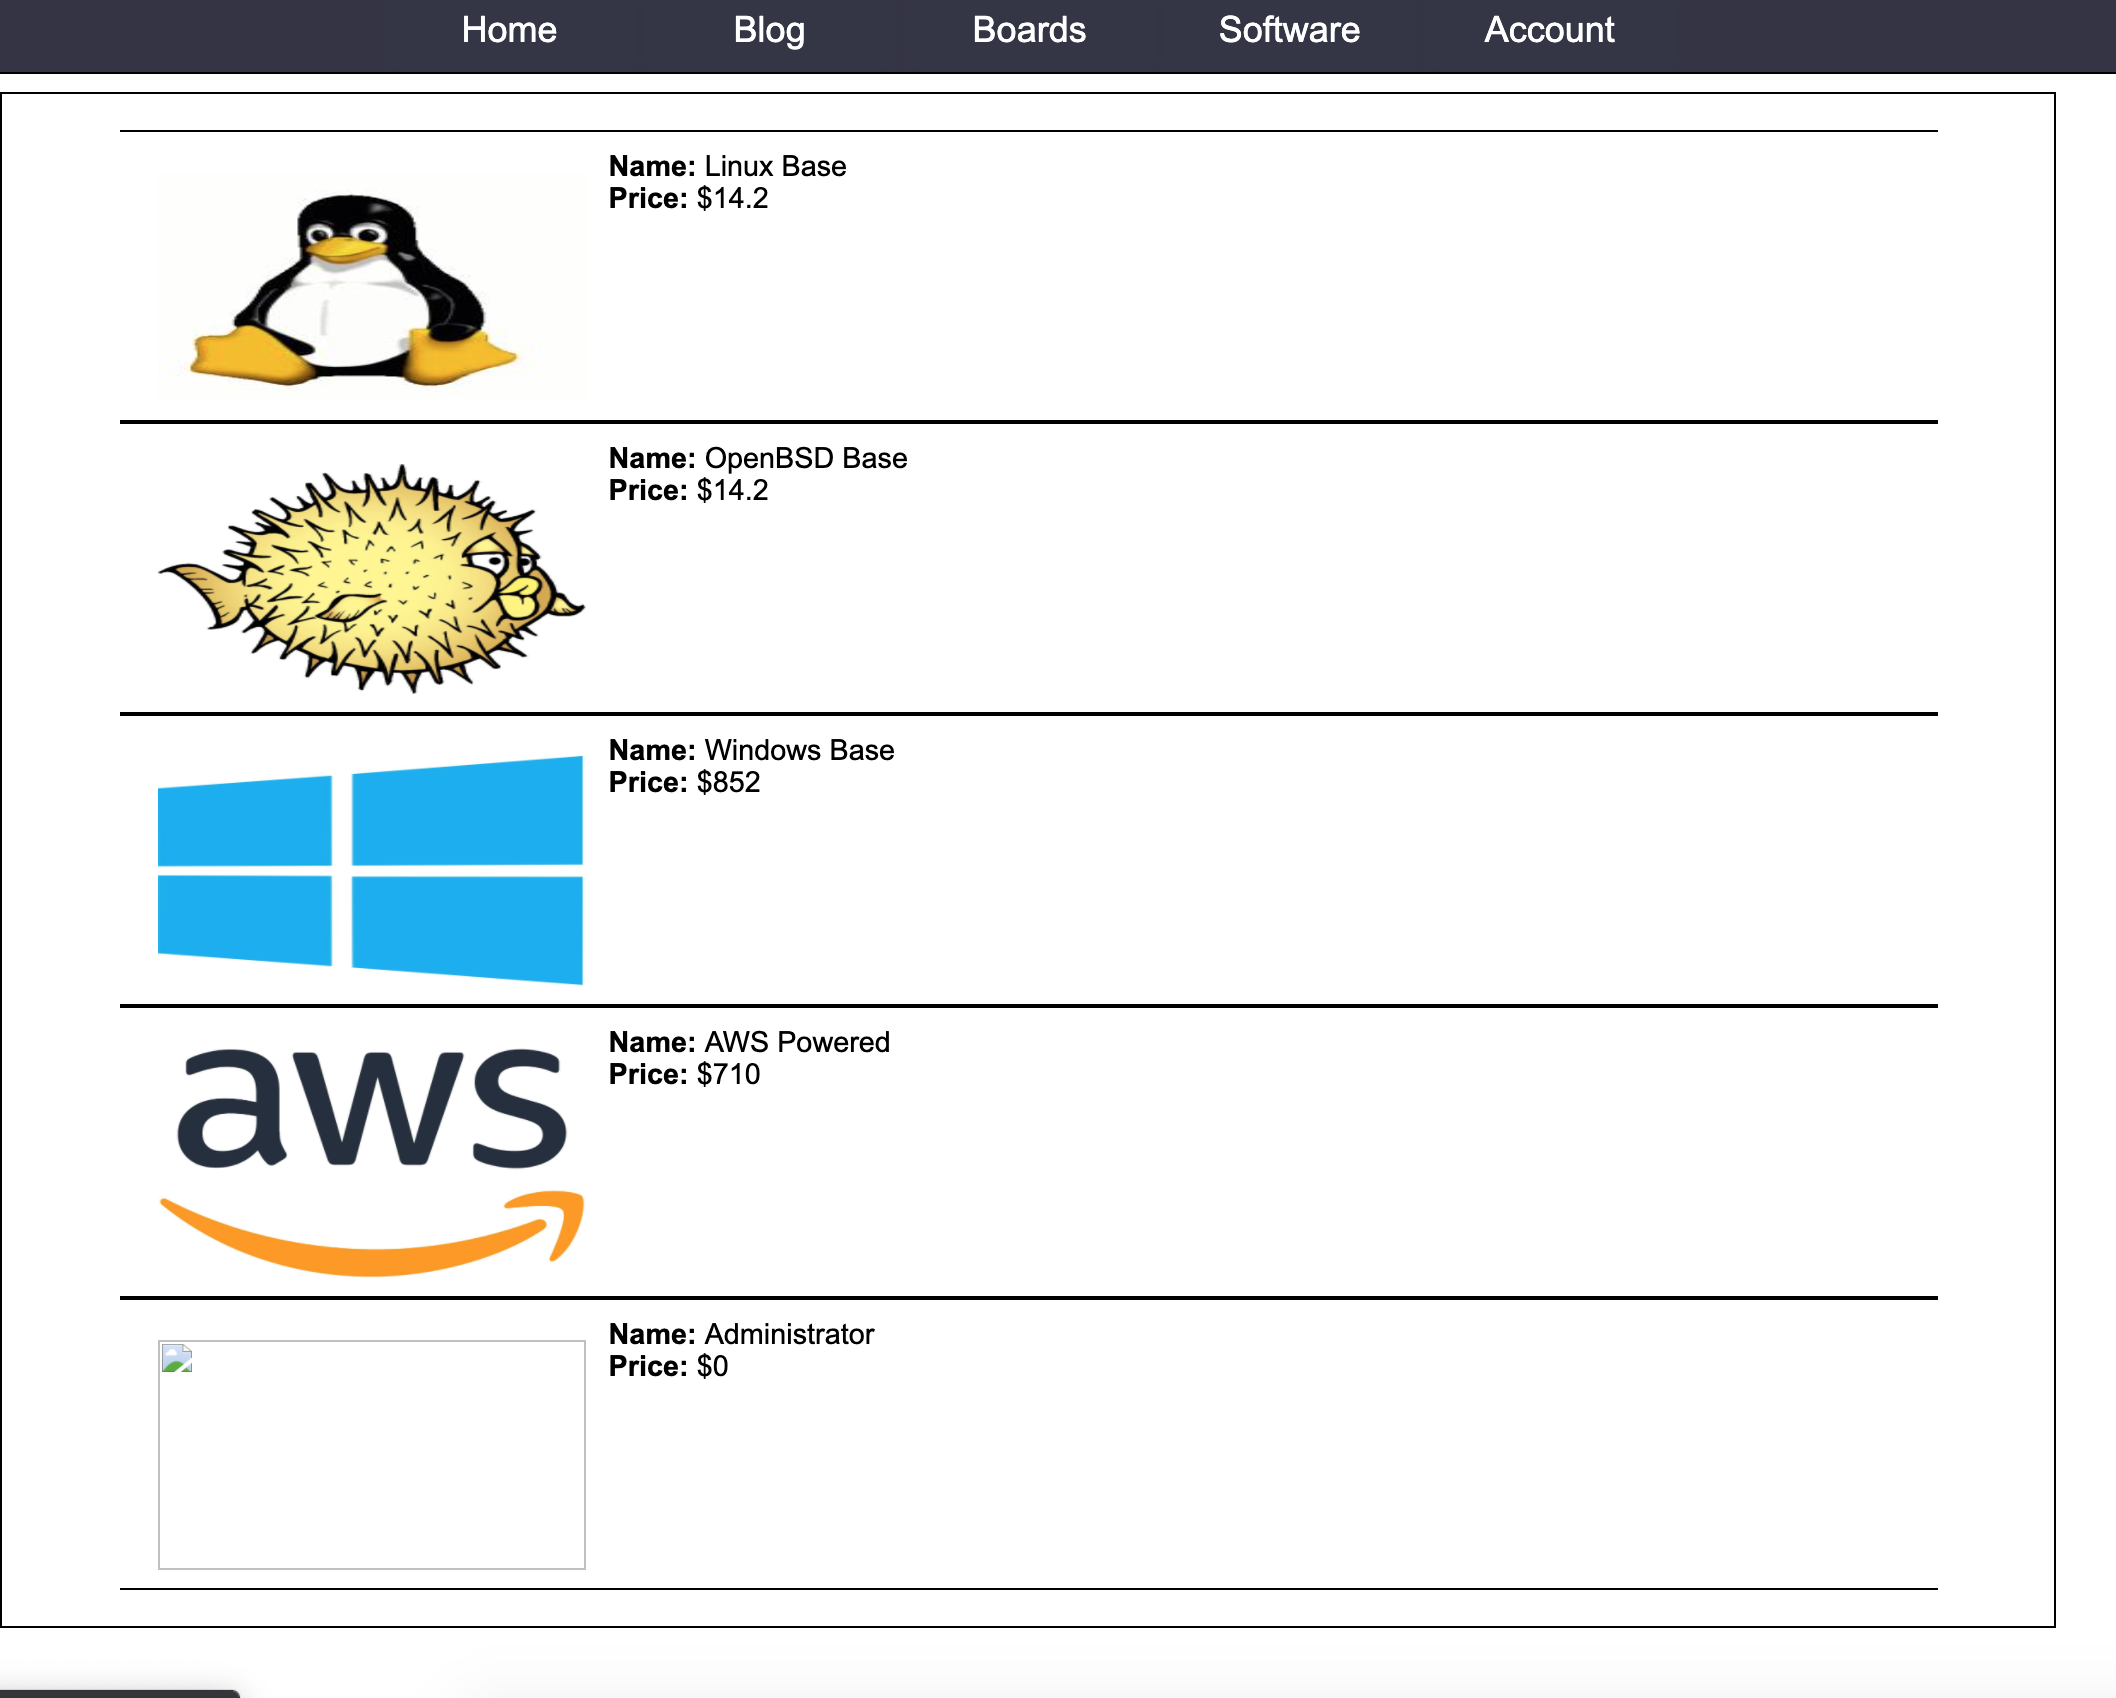 Home Blog Boards Software Account
Name: Linux Base
Price: $14.2
Name: OpenBSD Base
Price: $14.2
Name: Windows Base
Price: $852
aws
Name: AWS Powered
Price: $710
Name: Administrator
Price: $0